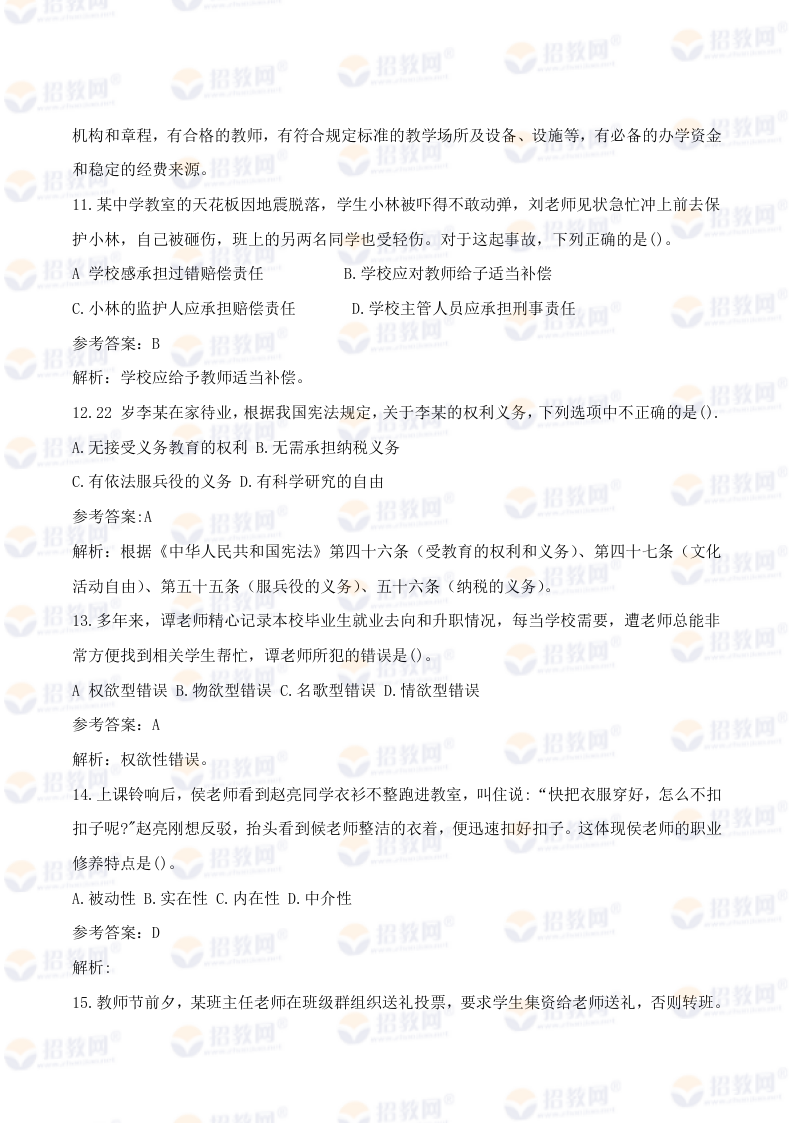 机构和章程，有合格的教师，有符合规定标准的教学场所及设备、设施等，有必备的办学资金
和稳定的经费来源。
11.某中学教室的天花板因地震脱落，学生小林被吓得不敢动弹，刘老师见状急忙冲上前去保
护小林，自己被砸伤，班上的另两名同学也受轻伤。对于这起事故，下列正确的是()。
A 学校感承担过错赔偿责任 B.学校应对教师给子适当补偿
C.小林的监护人应承担赔偿责任 D.学校主管人员应承担刑事责任
参考答案：B
解析：学校应给予教师适当补偿。
12.22 岁李某在家待业,根据我国宪法规定,关于李某的权利义务,下列选项中不正确的是().
A.无接受义务教育的权利 B.无需承担纳税义务
C.有依法服兵役的义务 D.有科学研究的自由
参考答案:A
解析：根据《中华人民共和国宪法》第四十六条（受教育的权利和义务）、第四十七条（文化
活动自由）、第五十五条（服兵役的义务）、五十六条（纳税的义务）。
13.多年来，谭老师精心记录本校毕业生就业去向和升职情况，每当学校需要，遭老师总能非
常方便找到相关学生帮忙，谭老师所犯的错误是()。
A 权欲型错误 B.物欲型错误 C.名歌型错误 D.情欲型错误
参考答案：A
解析：权欲性错误。
14.上课铃响后，侯老师看到赵亮同学衣衫不整跑进教室，叫住说:“快把衣服穿好，怎么不扣
扣子呢?"赵亮刚想反驳，抬头看到候老师整洁的衣着，便迅速扣好扣子。这体现侯老师的职业
修养特点是()。
A.被动性 B.实在性 C.内在性 D.中介性
参考答案：D
解析:
15.教师节前夕，某班主任老师在班级群组织送礼投票，要求学生集资给老师送礼，否则转班。
招教网